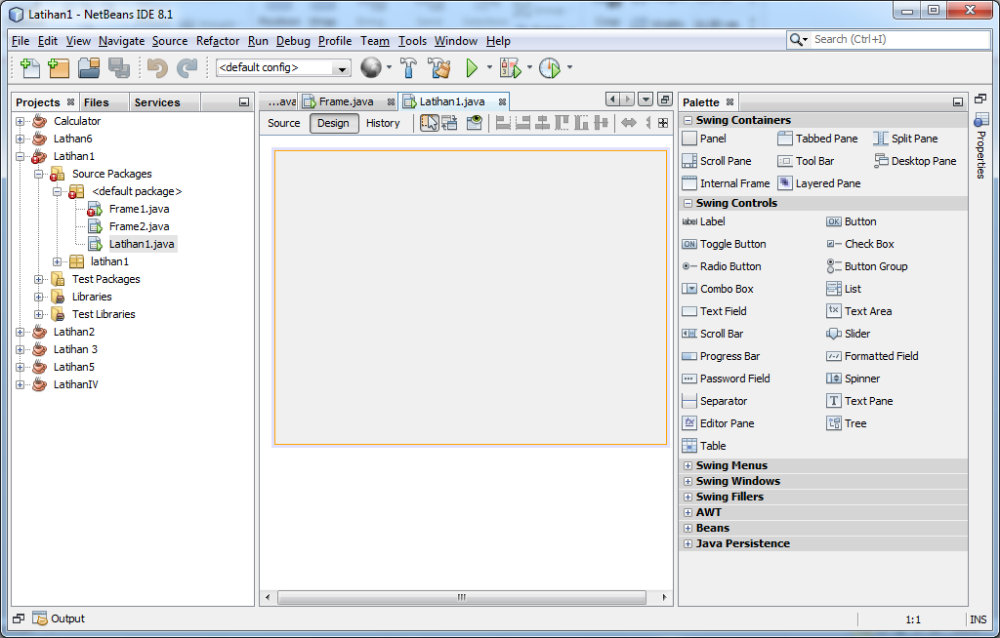 Latihan1 - NetBeans IDE 8.1
File Edit View Navigate Source Refactor Run Debug Profile Team Tools Window Help
Search (Ctrl+I)
<default config>
Projects Files Services
Calculator
Latihan6
Latihan1
Source Packages
<default package>
Frame1.java
Frame2.java
Latihan1.java
latihan1
Test Packages
Libraries
Test Libraries
Latihan2
Latihan 3
Latihan5
LatihanIV
...ava Frame.java Latihan1.java
Source Design History
Palette
Swing Containers
Panel Tabbed Pane Split Pane
Scroll Pane Tool Bar Desktop Pane
Internal Frame Layered Pane
Swing Controls
label Label OK Button
ON Toggle Button Check Box
Radio Button Button Group
Combo Box List
Text Field Text Area
Scroll Bar Slider
Progress Bar Formatted Field
Password Field Spinner
Separator T Text Pane
Editor Pane Tree
Table
Swing Menus
Swing Windows
Swing Fillers
AWT
Beans
Java Persistence
Properties
Output
1:1 INS